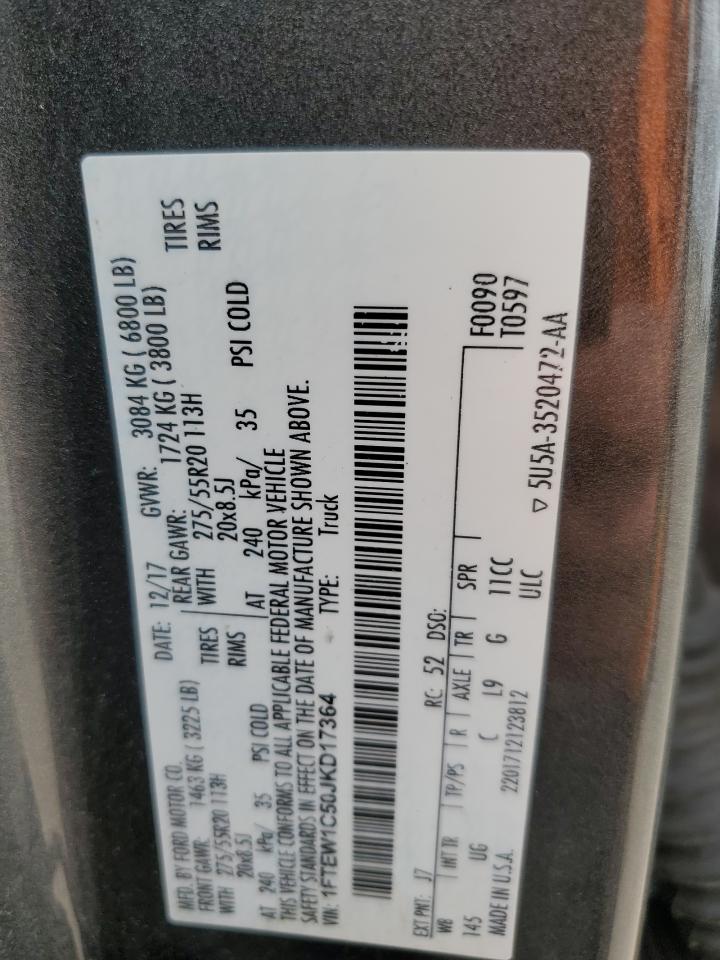 MFD. BY FORD MOTOR CO.
DATE: 12/17 GVWR: 3084 KG ( 6800 LB)
FRONT GAWR: 1463 KG ( 3225 LB) REAR GAWR: 1724 KG ( 3800 LB)
WITH 275/55R20 113H TIRES WITH 275/55R20 113H TIRES
20x8.5J RIMS 20x8.5J RIMS
AT 240 kPa/ 35 PSI COLD AT 240 kPa/ 35 PSI COLD
THIS VEHICLE CONFORMS TO ALL APPLICABLE FEDERAL MOTOR VEHICLE
SAFETY STANDARDS IN EFFECT ON THE DATE OF MANUFACTURE SHOWN ABOVE.
VIN: 1FTEW1C50JKD17364 TYPE: Truck
EXT PNT: J7 RC: 52 DSO:
WB INT TR TP/PS R AXLE TR SPR
F0090
145 UG C L9 G 11CC
T0597
MADE IN U.S.A. 22017121123812 ULC
▽ 5U5A-3520472-AA